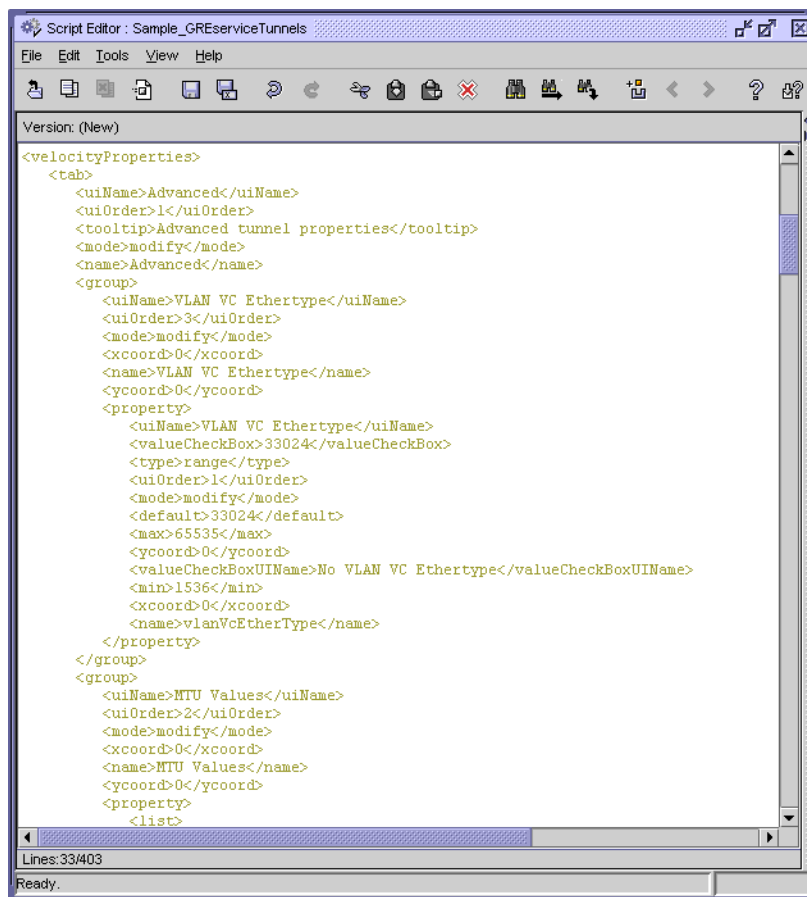 Script Editor : Sample_GREserviceTunnels
File Edit Tools View Help
Version: (New)
<velocityProperties>
<tab>
<uiName>Advanced</uiName>
<uiOrder>1</uiOrder>
<tooltip>Advanced tunnel properties</tooltip>
<mode>modify</mode>
<name>Advanced</name>
<group>
<uiName>VLAN VC Ethertype</uiName>
<uiOrder>3</uiOrder>
<mode>modify</mode>
<xcoord>0</xcoord>
<name>VLAN VC Ethertype</name>
<ycoord>0</ycoord>
<property>
<uiName>VLAN VC Ethertype</uiName>
<valueCheckBox>33024</valueCheckBox>
<type>range</type>
<uiOrder>1</uiOrder>
<mode>modify</mode>
<default>33024</default>
<max>65535</max>
<ycoord>0</ycoord>
<valueCheckBoxUIName>No VLAN VC Ethertype</valueCheckBoxUIName>
<min>1536</min>
<xcoord>0</xcoord>
<name>vlanVcEtherType</name>
</property>
</group>
<group>
<uiName>MTU Values</uiName>
<uiOrder>2</uiOrder>
<mode>modify</mode>
<xcoord>0</xcoord>
<name>MTU Values</name>
<ycoord>0</ycoord>
<property>
<list>
Lines:33/403
Ready.